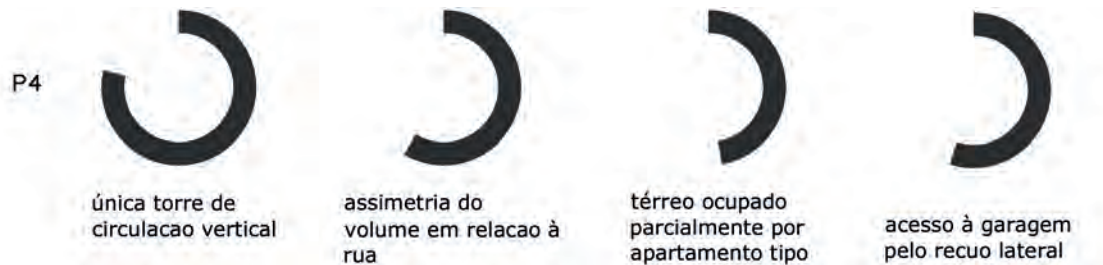 P4
única torre de
circulacao vertical
assimetria do
volume em relacao à
rua
térreo ocupado
parcialmente por
apartamento tipo
acesso à garagem
pelo recuo lateral